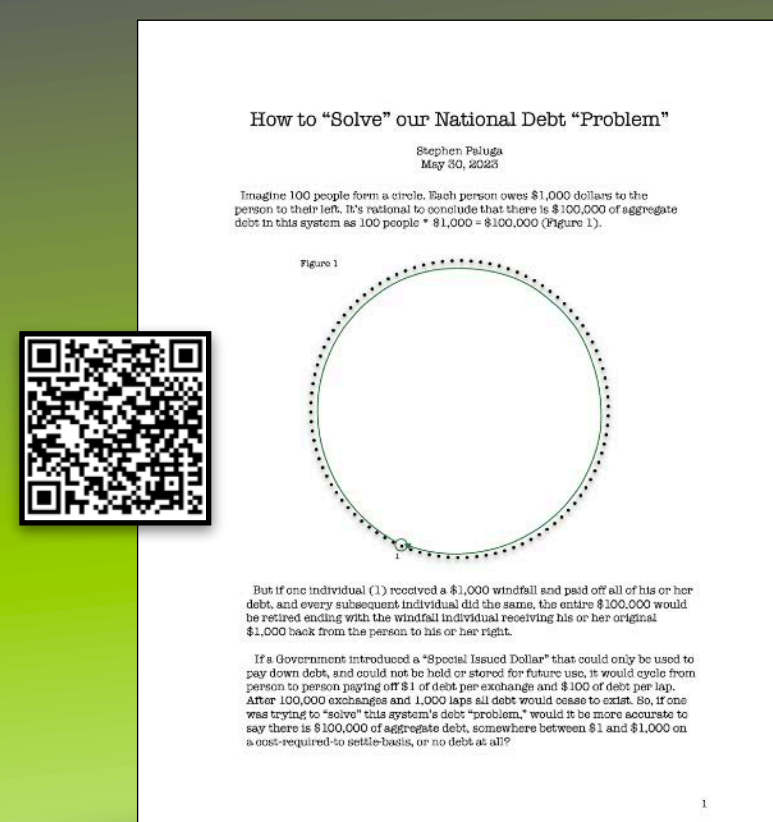 How to “Solve” our National Debt “Problem”
Stephen Paluga
May 30, 2023
Imagine 100 people form a circle. Each person owes $1,000 dollars to the
person to their left. It's rational to conclude that there is $100,000 of aggregate
debt in this system as 100 people * $1,000 = $100,000 (Figure 1).
Figure 1
1
But if one individual (1) received a $1,000 windfall and paid off all of his or her
debt, and every subsequent individual did the same, the entire $100,000 would
be retired ending with the windfall individual receiving his or her original
$1,000 back from the person to his or her right.
If a Government introduced a “Special Issued Dollar” that could only be used to
pay down debt, and could not be held or stored for future use, it would cycle from
person to person paying off $1 of debt per exchange and $100 of debt per lap.
After 100,000 exchanges and 1,000 laps all debt would cease to exist. So, if one
was trying to “solve” this system's debt “problem,” would it be more accurate to
say there is $100,000 of aggregate debt, somewhere between $1 and $1,000 on
a cost-required-to settle-basis, or no debt at all?
1